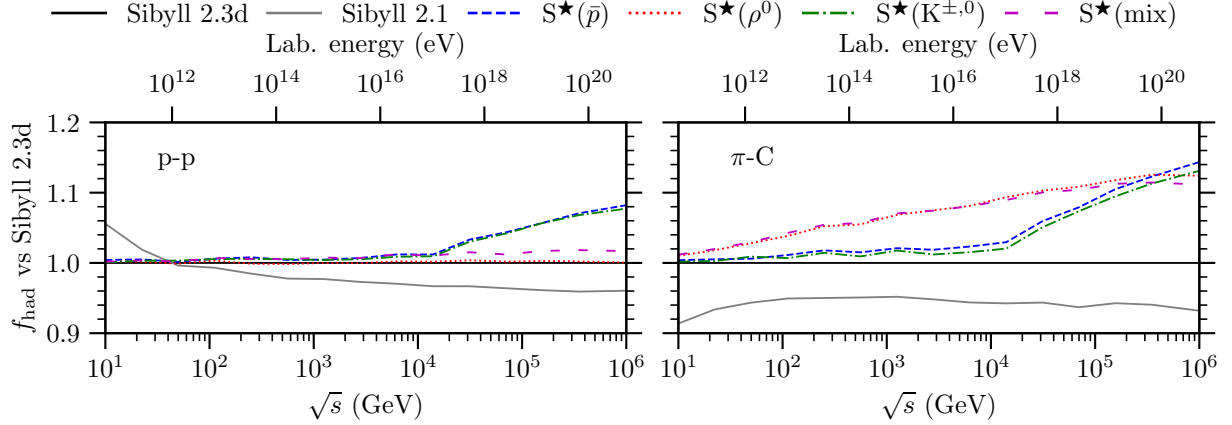 Sibyll 2.3d Sibyll 2.1 S★(p̄) S★(ρ⁰) S★(K^{±,0}) S★(mix)
Lab. energy (eV) Lab. energy (eV)
10¹² 10¹⁴ 10¹⁶ 10¹⁸ 10²⁰ 10¹² 10¹⁴ 10¹⁶ 10¹⁸ 10²⁰
f_had vs Sibyll 2.3d
1.2
p-p π-C
1.1
1.0
0.9
10¹ 10² 10³ 10⁴ 10⁵ 10⁶ 10¹ 10² 10³ 10⁴ 10⁵ 10⁶
√s (GeV) √s (GeV)